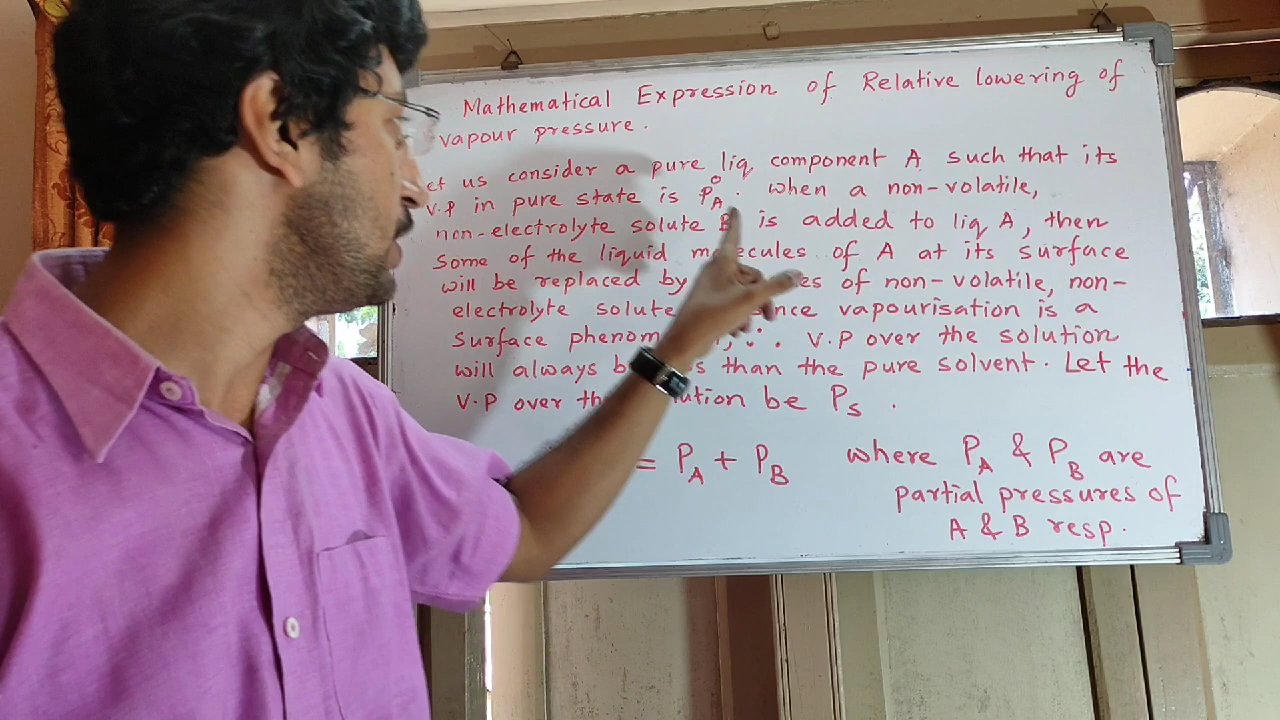 Mathematical Expression of Relative lowering of
vapour pressure.
et us consider a pure liq component A such that its
V.P in pure state is P°A. When a non-volatile,
non-electrolyte solute B is added to liq A, then
Some of the liquid molecules of A at its surface
will be replaced by es of non-volatile, non-
electrolyte solute nce vapourisation is a
Surface phenom , ∴ V.P over the solution
will always b s than the pure solvent. Let the
V.P over th ution be Ps.
= PA + PB where PA & PB are
partial pressures of
A & B resp.